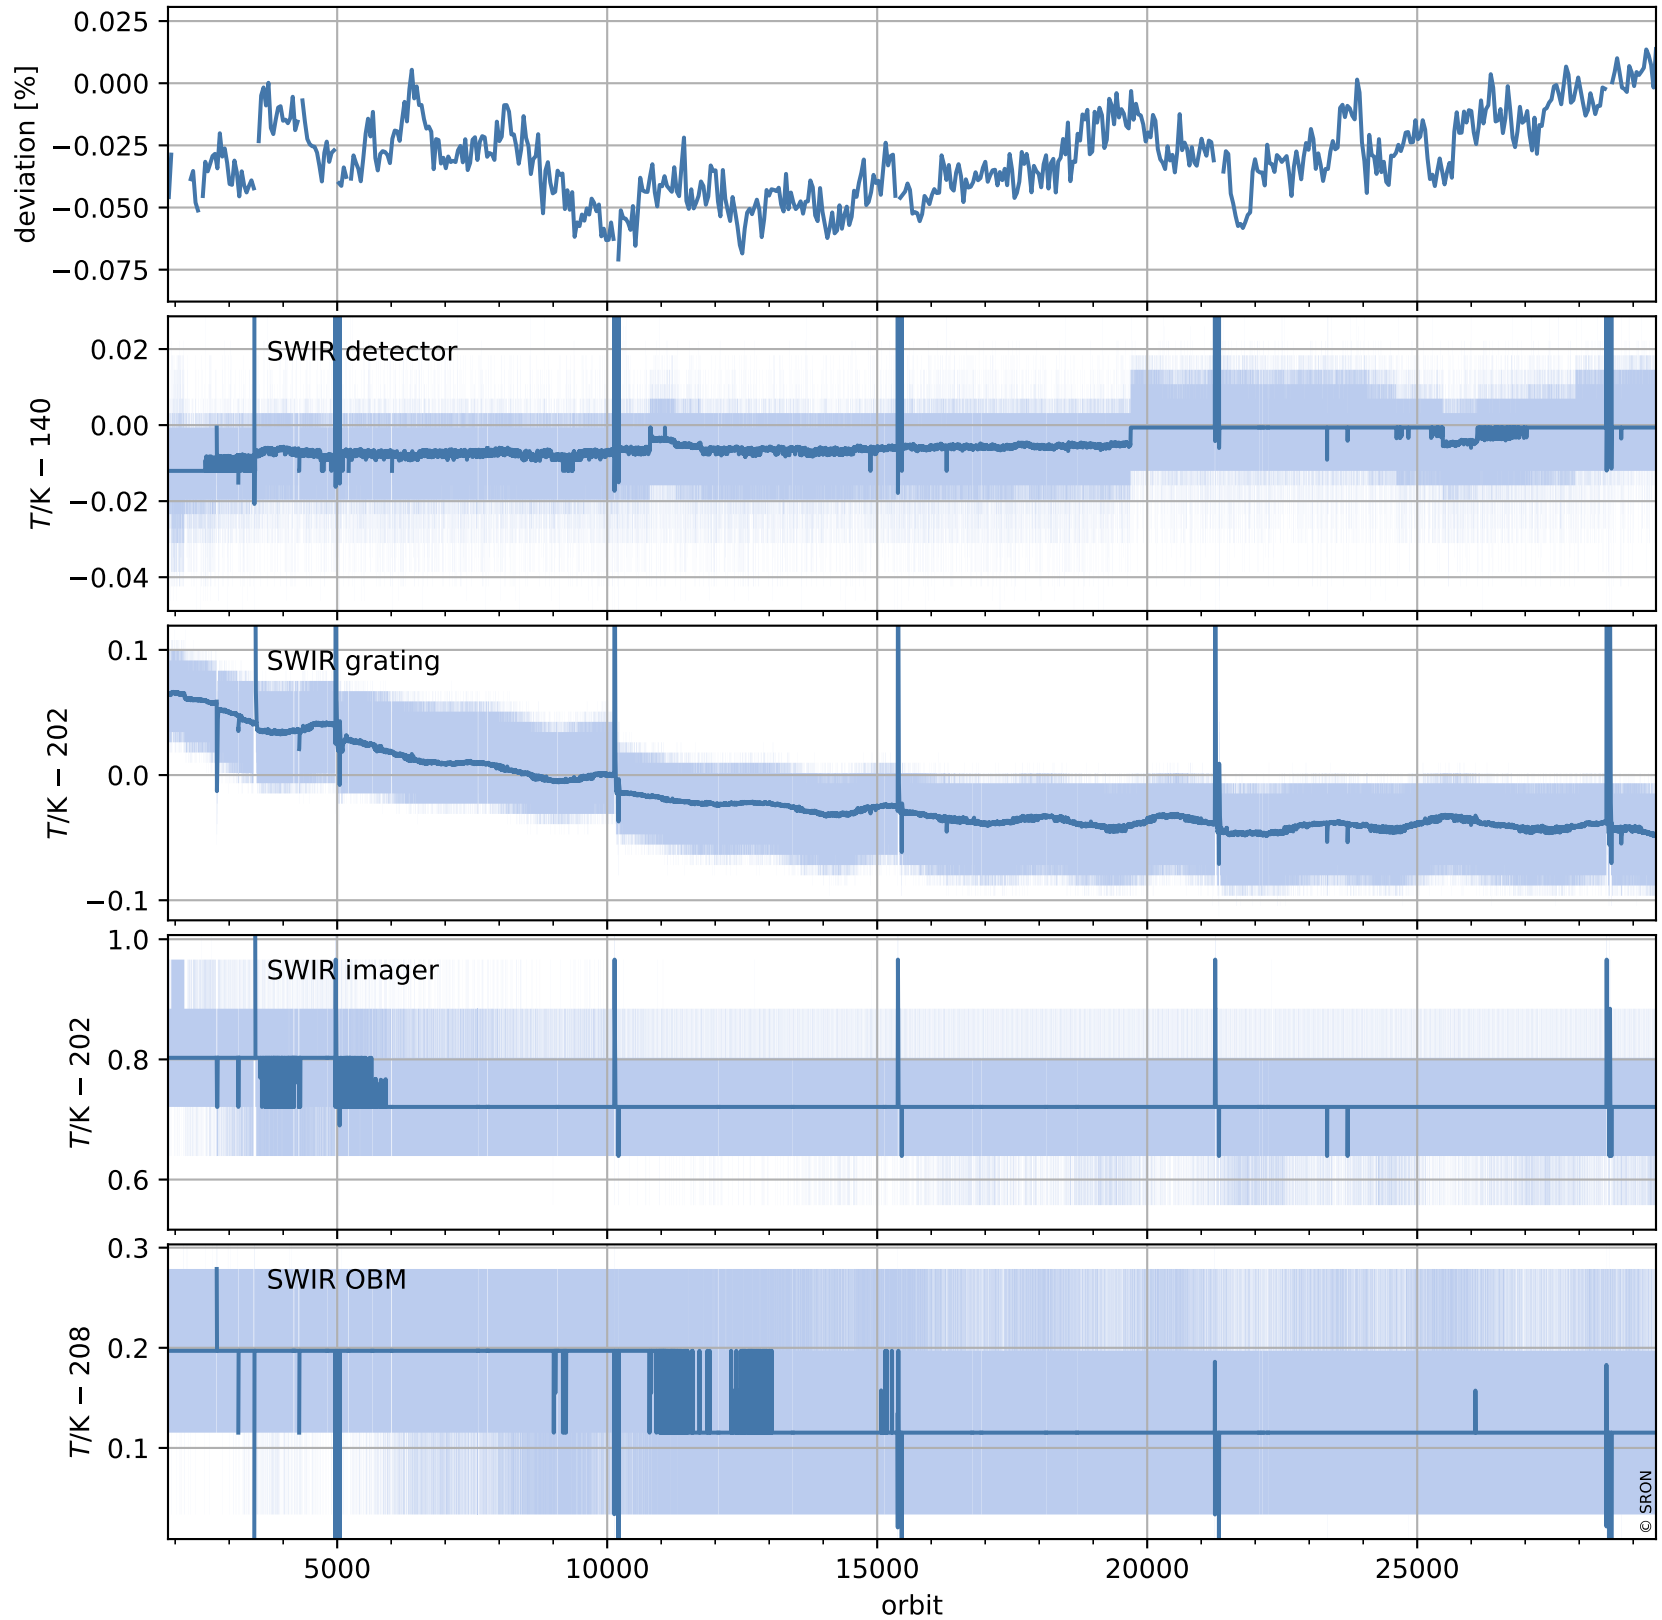 0.025
0.000
−0.025
−0.050
−0.075
deviation [%]
SWIR detector
0.02
0.00
−0.02
−0.04
T/K − 140
SWIR grating
0.1
0.0
−0.1
T/K − 202
SWIR imager
1.0
0.8
0.6
T/K − 202
SWIR OBM
0.3
0.2
0.1
T/K − 208
© SRON
5000 10000 15000 20000 25000
orbit